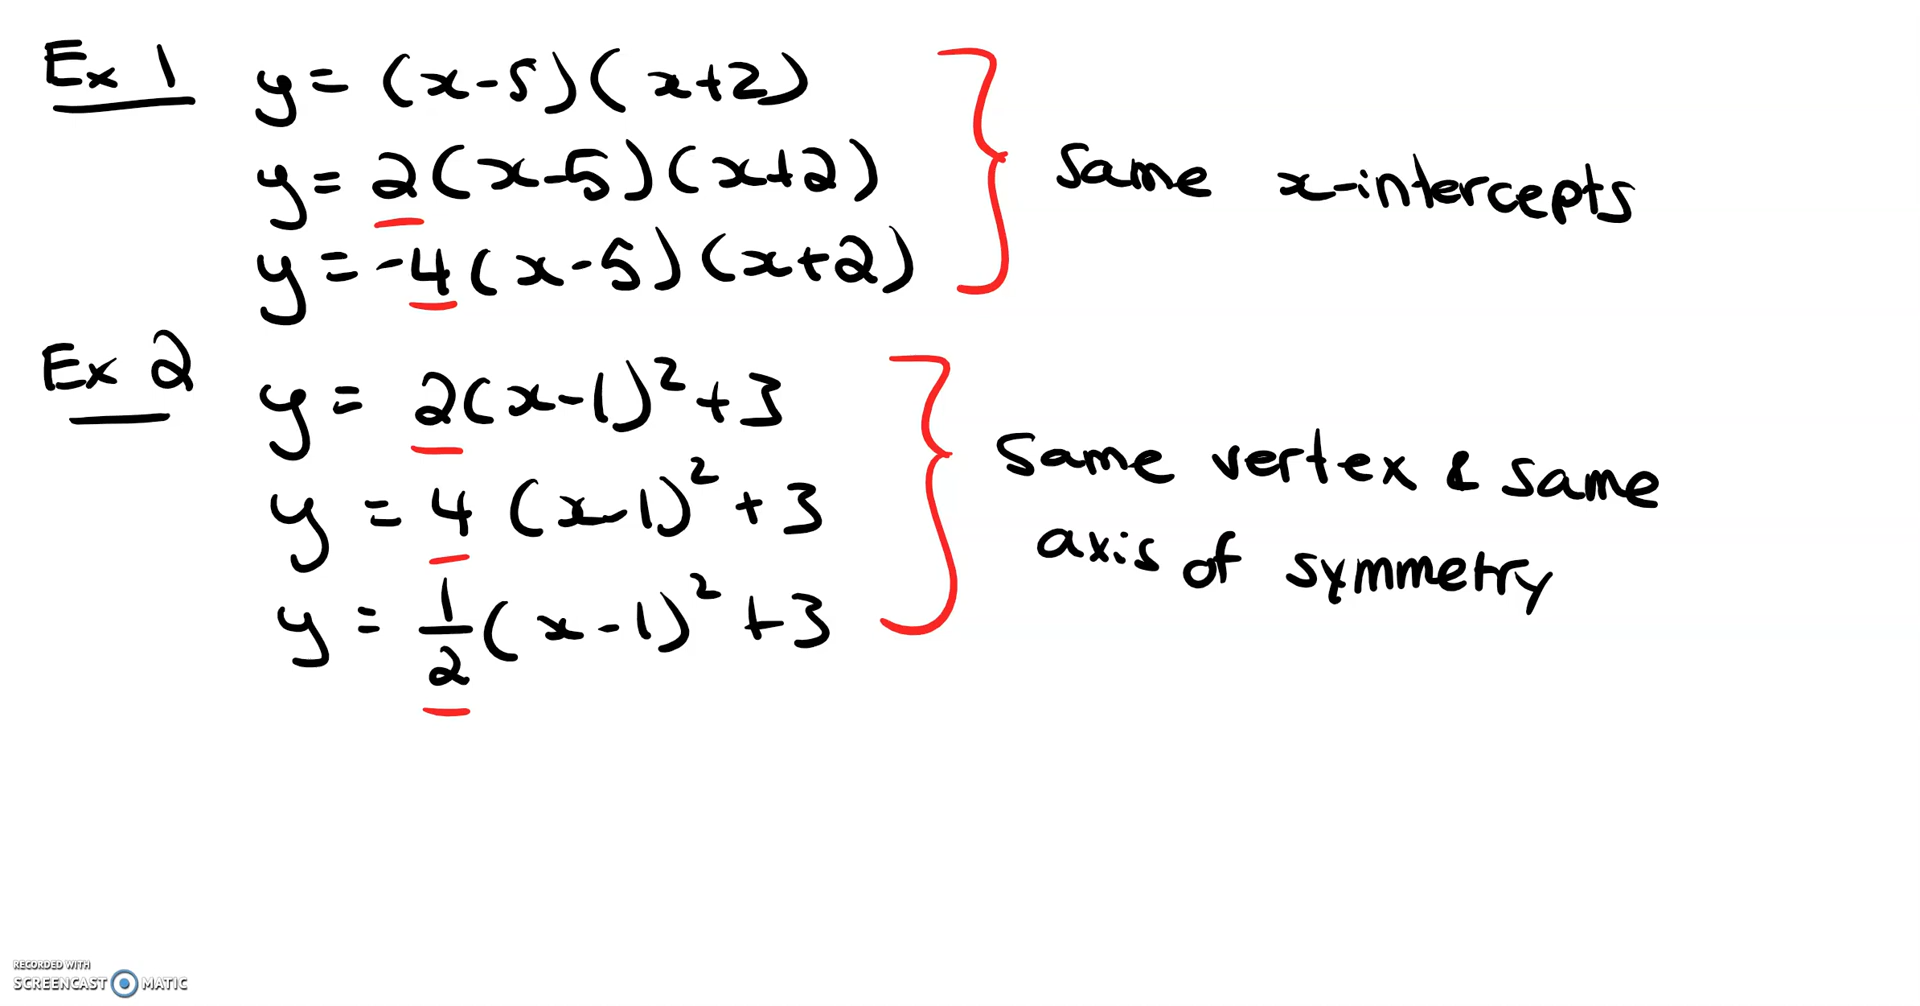 Ex 1 y = (x-5)(x+2)
y = 2(x-5)(x+2)
y = -4(x-5)(x+2)
Same x-intercepts
Ex 2 y = 2(x-1)² + 3
y = 4(x-1)² + 3
y = 1/2(x-1)² + 3
Same vertex & same
axis of symmetry
RECORDED WITH
SCREENCAST MATIC